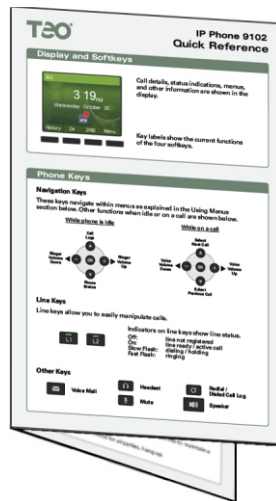 TEO
IP Phone 9102
Quick Reference
Display and Softkeys
3 19PM
Wednesday October 26
History Dir DND Menu
Call details, status indications, menus,
and other information are shown in the
display.
Key labels show the current functions
of the four softkeys.
Phone Keys
Navigation Keys
These keys navigate within menus as explained in the Using Menus
section below. Other functions when idle or on a call are shown below.
While phone is idle
While on a call
Call
Logs
Ringer
Volume
Down
OK
Ringer
Volume
Up
Phone
Status
Select
Next Call
Voice
Volume
Down
OK
Voice
Volume
Up
Select
Previous Call
Line Keys
Line keys allow you to easily manipulate calls.
L1 L2
Indicators on line keys show line status.
Off: line not registered
On: line ready / active call
Slow Flash: dialing / holding
Fast Flash: ringing
Other Keys
Voice Mail
Headset
Redial /
Dialed Call Log
Mute
Speaker